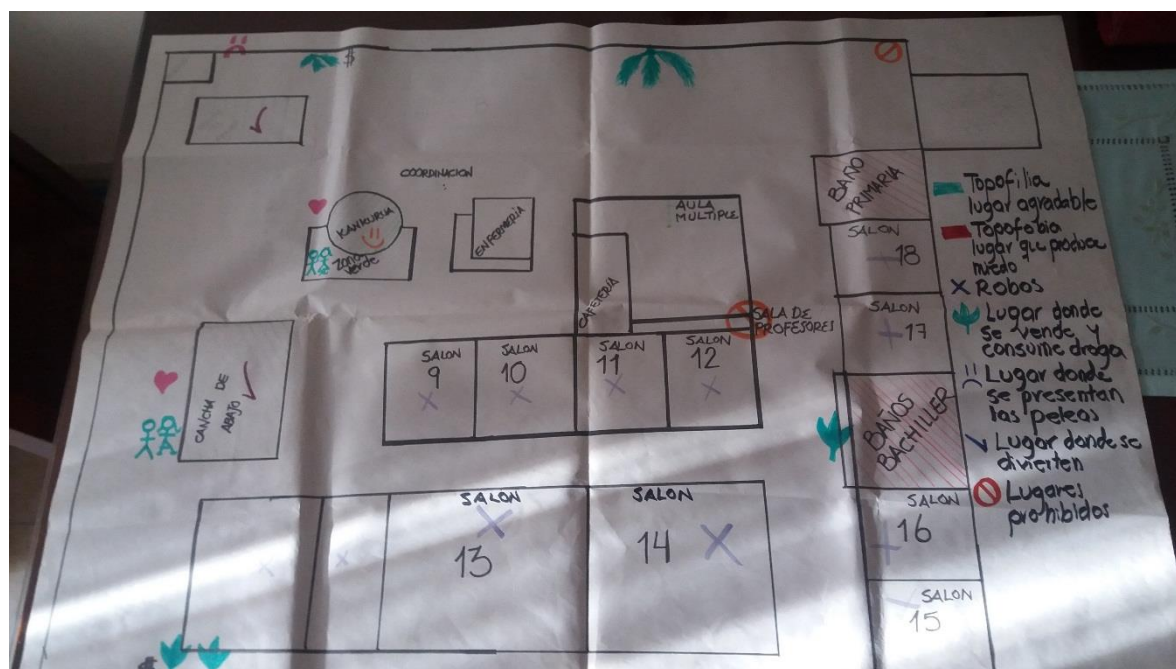 $
COORDINACION
KANKURUA
Zona
Verde
ENFERMERIA
AULA
MULTIPLE
CAFETERIA
SALA DE
PROFESORES
BAÑO
PRIMARIA
SALON
18
SALON
17
CANCHA DE
ABAJO
SALON
9
SALON
10
SALON
11
SALON
12
BAÑOS
BACHILLER
SALON
13
SALON
14
SALON
16
SALON
15
Topofilia
lugar agradable
Topofobia
lugar que produce
miedo
X Robos
Lugar donde
se vende y
consume droga
Lugar donde
se presentan
las peleas
Lugar donde se
divierten
Lugares
prohibidos